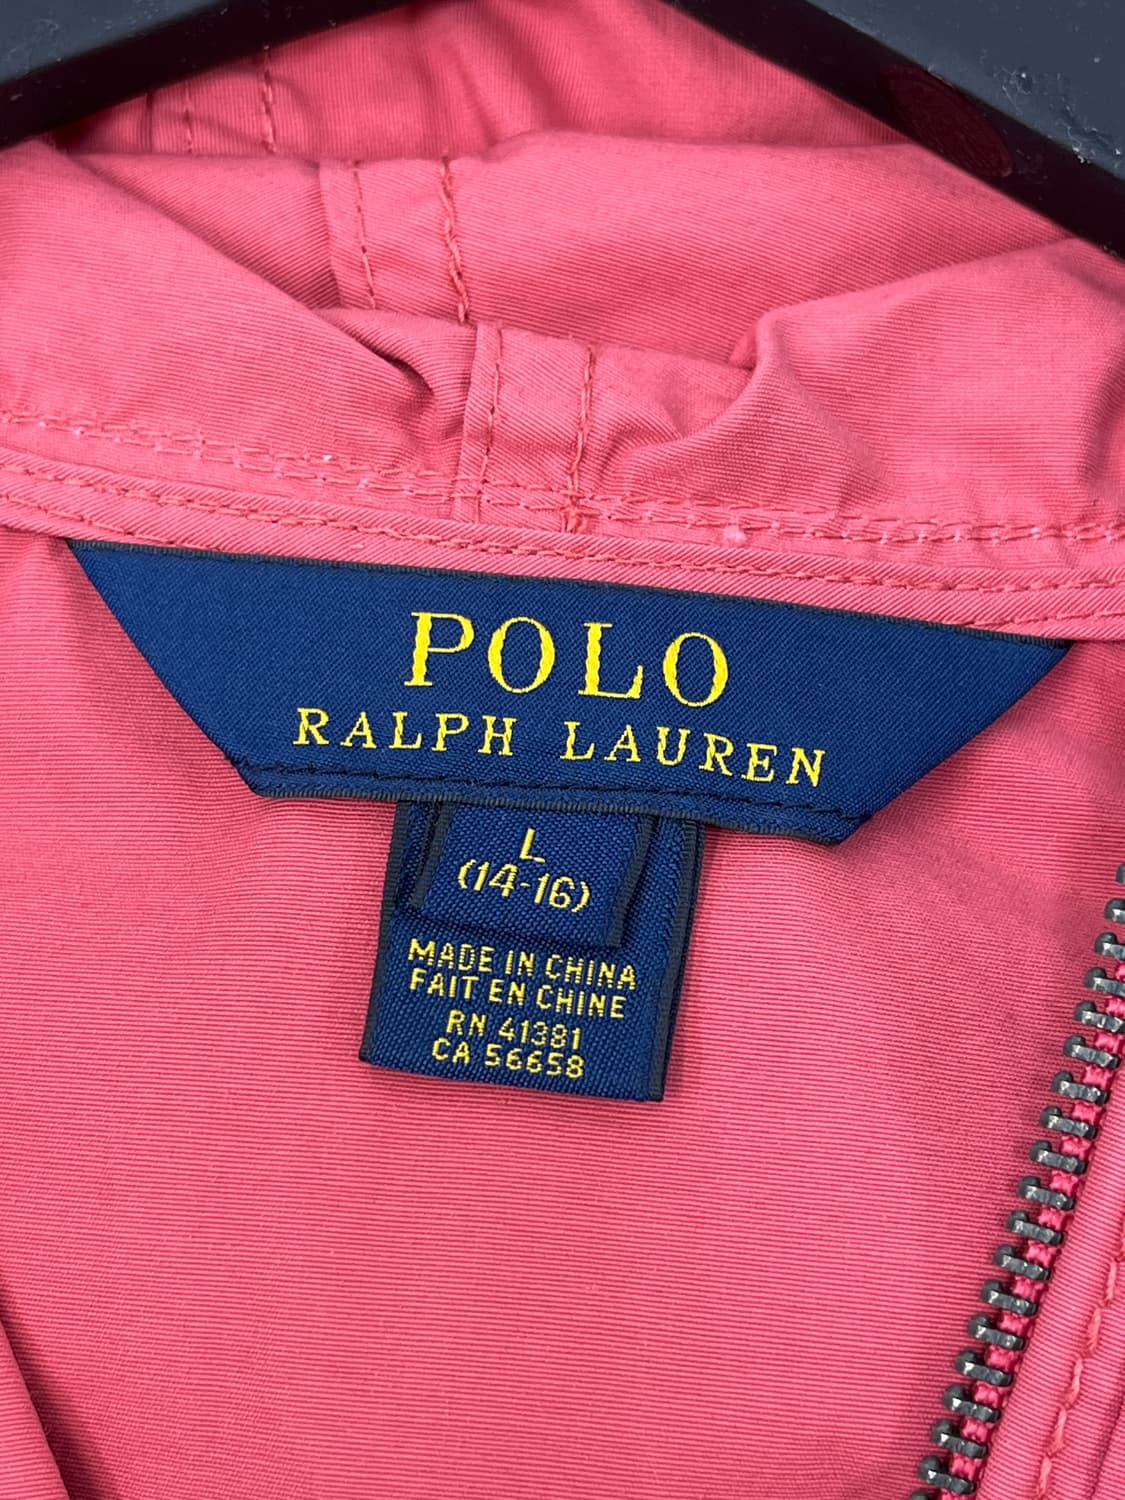 POLO
RALPH LAUREN
L
(14-16)
MADE IN CHINA
FAIT EN CHINE
RN 41381
CA 56658